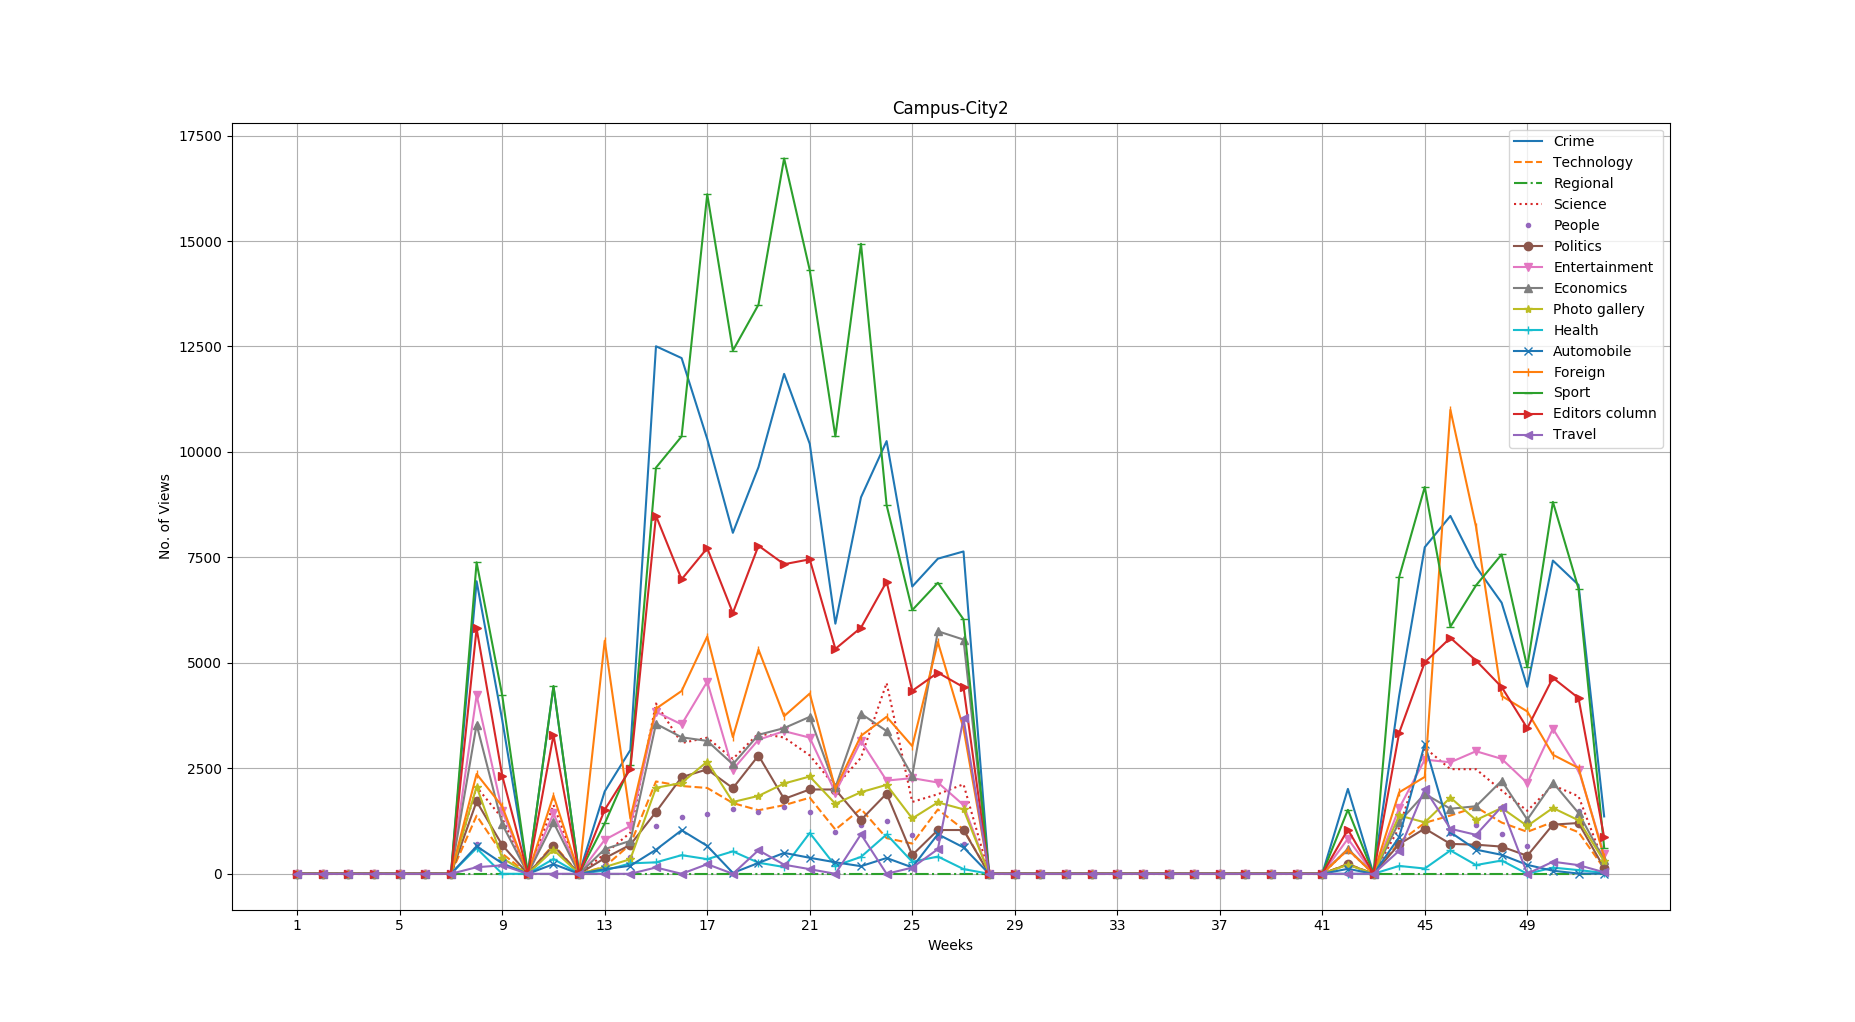 Campus-City2
17500
15000
12500
10000
7500
5000
2500
0
No. of Views
Crime
Technology
Regional
Science
People
Politics
Entertainment
Economics
Photo gallery
Health
Automobile
Foreign
Sport
Editors column
Travel
1 5 9 13 17 21 25 29 33 37 41 45 49
Weeks